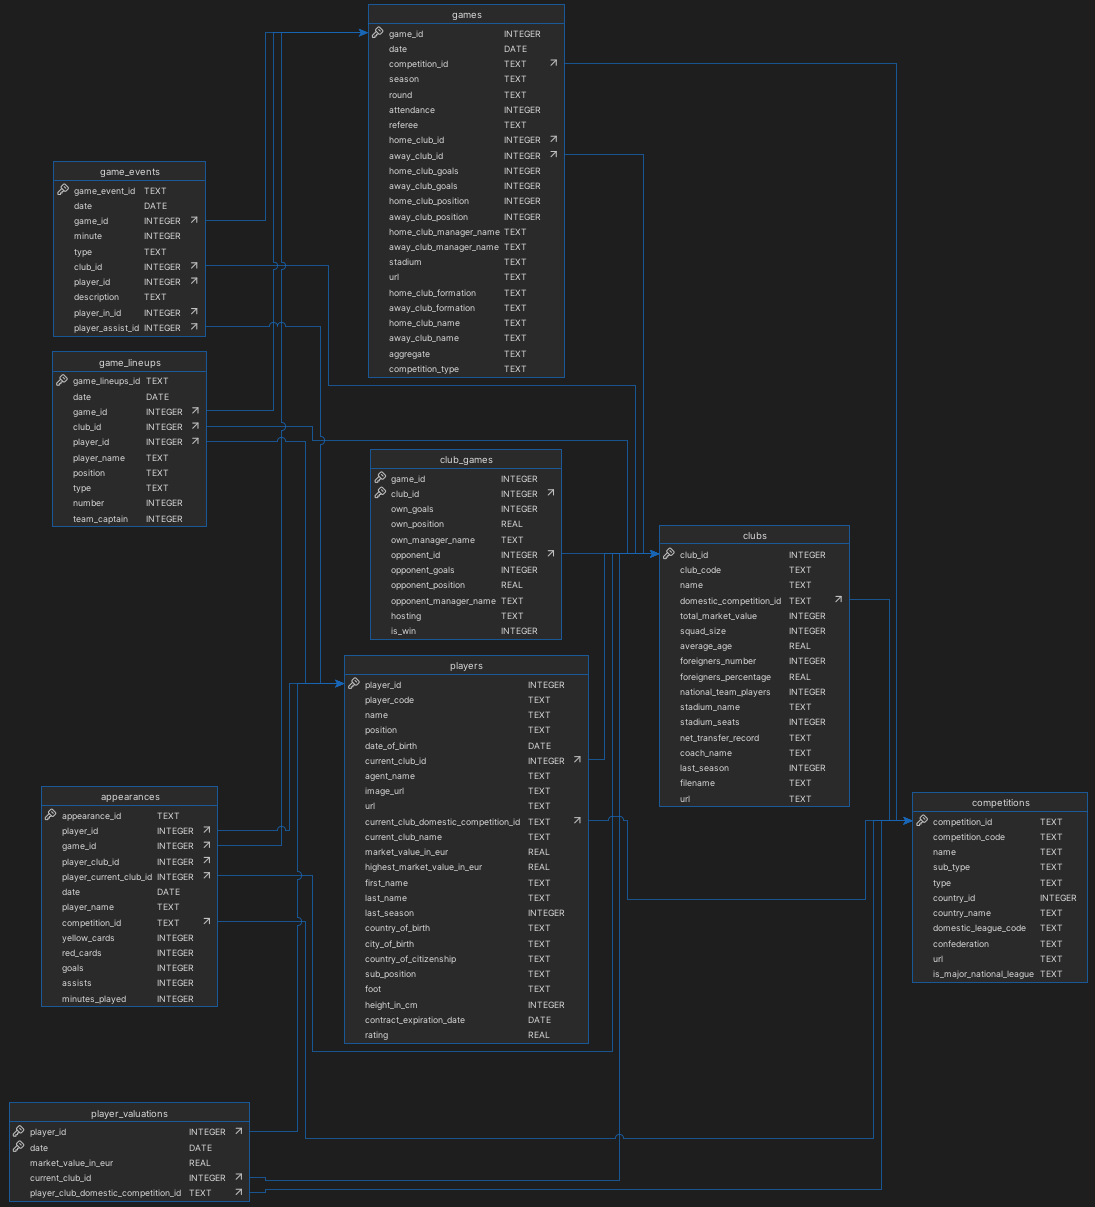 games
game_id INTEGER
date DATE
competition_id TEXT
season TEXT
round TEXT
attendance INTEGER
referee TEXT
home_club_id INTEGER
away_club_id INTEGER
home_club_goals INTEGER
away_club_goals INTEGER
home_club_position INTEGER
away_club_position INTEGER
home_club_manager_name TEXT
away_club_manager_name TEXT
stadium TEXT
url TEXT
home_club_formation TEXT
away_club_formation TEXT
home_club_name TEXT
away_club_name TEXT
aggregate TEXT
competition_type TEXT
game_events
game_event_id TEXT
date DATE
game_id INTEGER
minute INTEGER
type TEXT
club_id INTEGER
player_id INTEGER
description TEXT
player_in_id INTEGER
player_assist_id INTEGER
game_lineups
game_lineups_id TEXT
date DATE
game_id INTEGER
club_id INTEGER
player_id INTEGER
player_name TEXT
position TEXT
type TEXT
number INTEGER
team_captain INTEGER
club_games
game_id INTEGER
club_id INTEGER
own_goals INTEGER
own_position REAL
own_manager_name TEXT
opponent_id INTEGER
opponent_goals INTEGER
opponent_position REAL
opponent_manager_name TEXT
hosting TEXT
is_win INTEGER
clubs
club_id INTEGER
club_code TEXT
name TEXT
domestic_competition_id TEXT
total_market_value INTEGER
squad_size INTEGER
average_age REAL
foreigners_number INTEGER
foreigners_percentage REAL
national_team_players INTEGER
stadium_name TEXT
stadium_seats INTEGER
net_transfer_record TEXT
coach_name TEXT
last_season INTEGER
filename TEXT
url TEXT
players
player_id INTEGER
player_code TEXT
name TEXT
position TEXT
date_of_birth DATE
current_club_id INTEGER
agent_name TEXT
image_url TEXT
url TEXT
current_club_domestic_competition_id TEXT
current_club_name TEXT
market_value_in_eur REAL
highest_market_value_in_eur REAL
first_name TEXT
last_name TEXT
last_season INTEGER
country_of_birth TEXT
city_of_birth TEXT
country_of_citizenship TEXT
sub_position TEXT
foot TEXT
height_in_cm INTEGER
contract_expiration_date DATE
rating REAL
appearances
appearance_id TEXT
player_id INTEGER
game_id INTEGER
player_club_id INTEGER
player_current_club_id INTEGER
date DATE
player_name TEXT
competition_id TEXT
yellow_cards INTEGER
red_cards INTEGER
goals INTEGER
assists INTEGER
minutes_played INTEGER
competitions
competition_id TEXT
competition_code TEXT
name TEXT
sub_type TEXT
type TEXT
country_id INTEGER
country_name TEXT
domestic_league_code TEXT
confederation TEXT
url TEXT
is_major_national_league TEXT
player_valuations
player_id INTEGER
date DATE
market_value_in_eur REAL
current_club_id INTEGER
player_club_domestic_competition_id TEXT